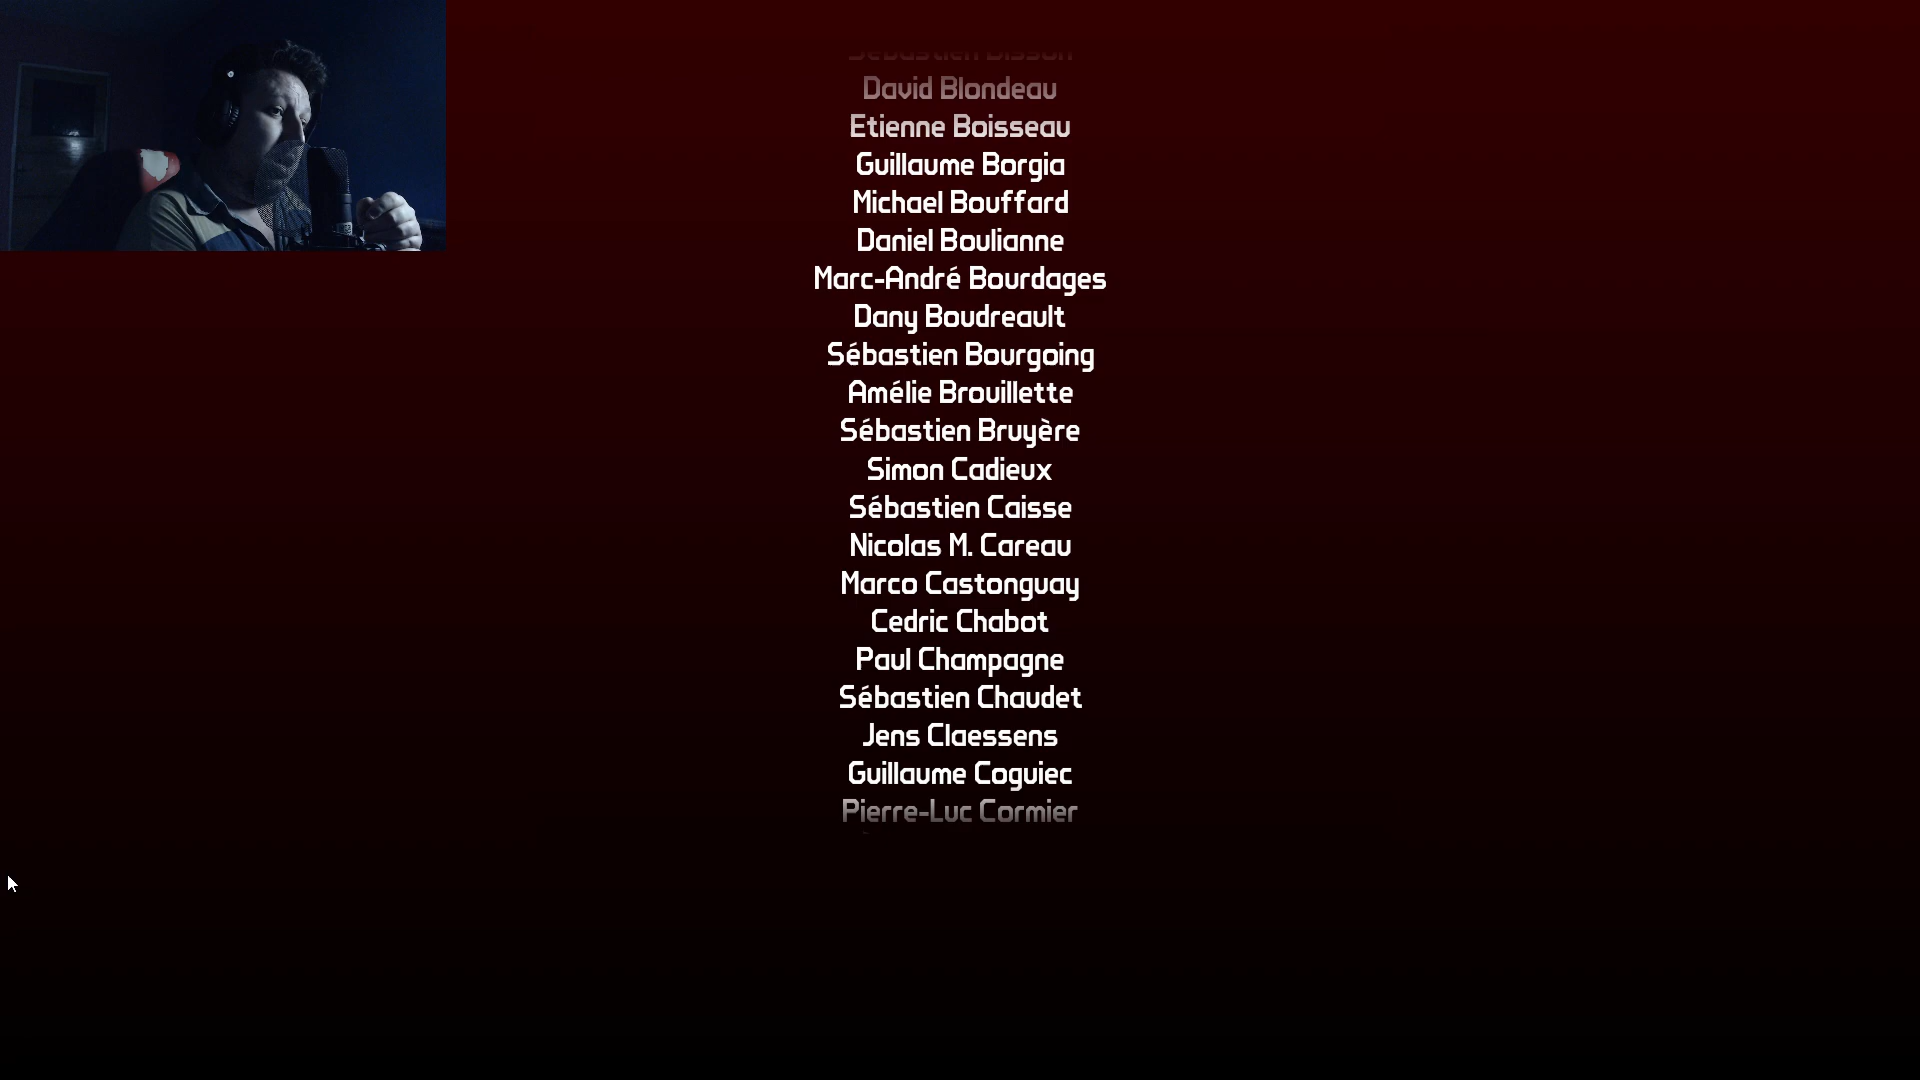 David Blondeau
Etienne Boisseau
Guillaume Borgia
Michael Bouffard
Daniel Boulianne
Marc-André Bourdages
Dany Boudreault
Sébastien Bourgoing
Amélie Brouillette
Sébastien Bruyère
Simon Cadieux
Sébastien Caisse
Nicolas M. Careau
Marco Castonguay
Cedric Chabot
Paul Champagne
Sébastien Chaudet
Jens Claessens
Guillaume Coguiec
Pierre-Luc Cormier